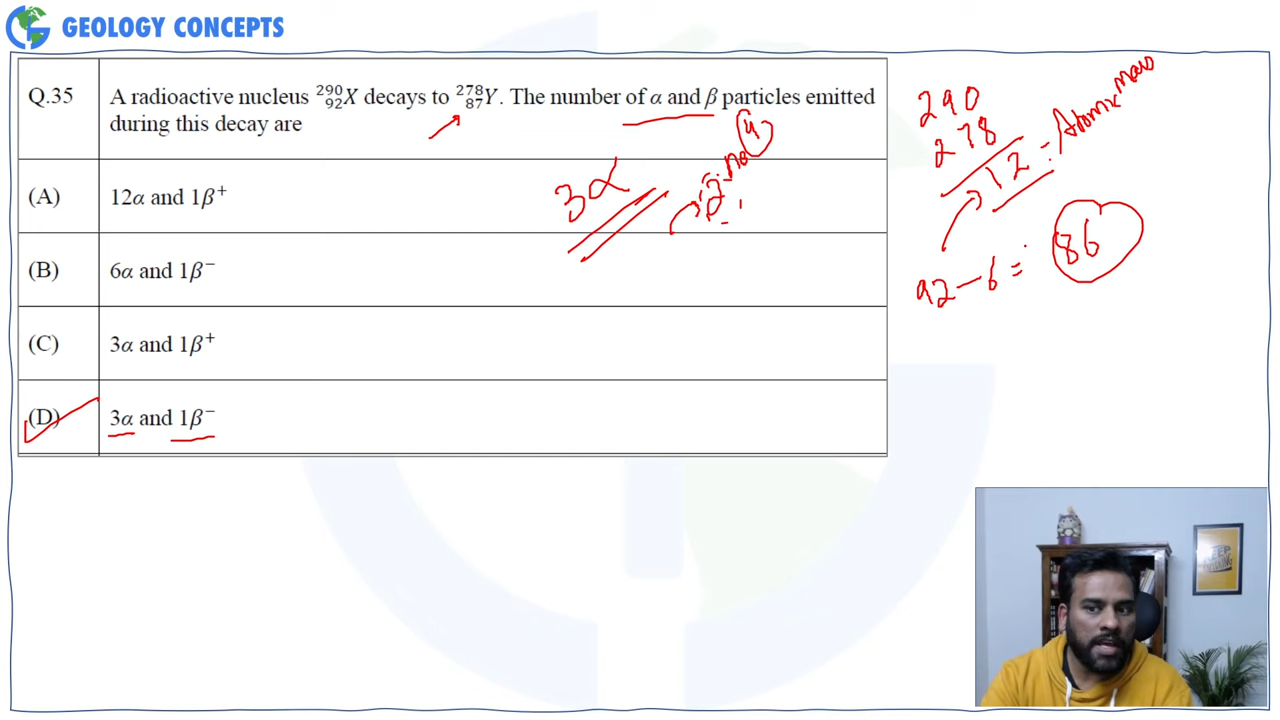 GEOLOGY CONCEPTS
Q.35
A radioactive nucleus ²⁹⁰₉₂X decays to ²⁷⁸₈₇Y. The number of α and β particles emitted
during this decay are
(A) 12α and 1β⁺
(B) 6α and 1β⁻
(C) 3α and 1β⁺
(D) 3α and 1β⁻
3α
290
278
12 = Atomic mass
92 - 6 = 86
KEEP